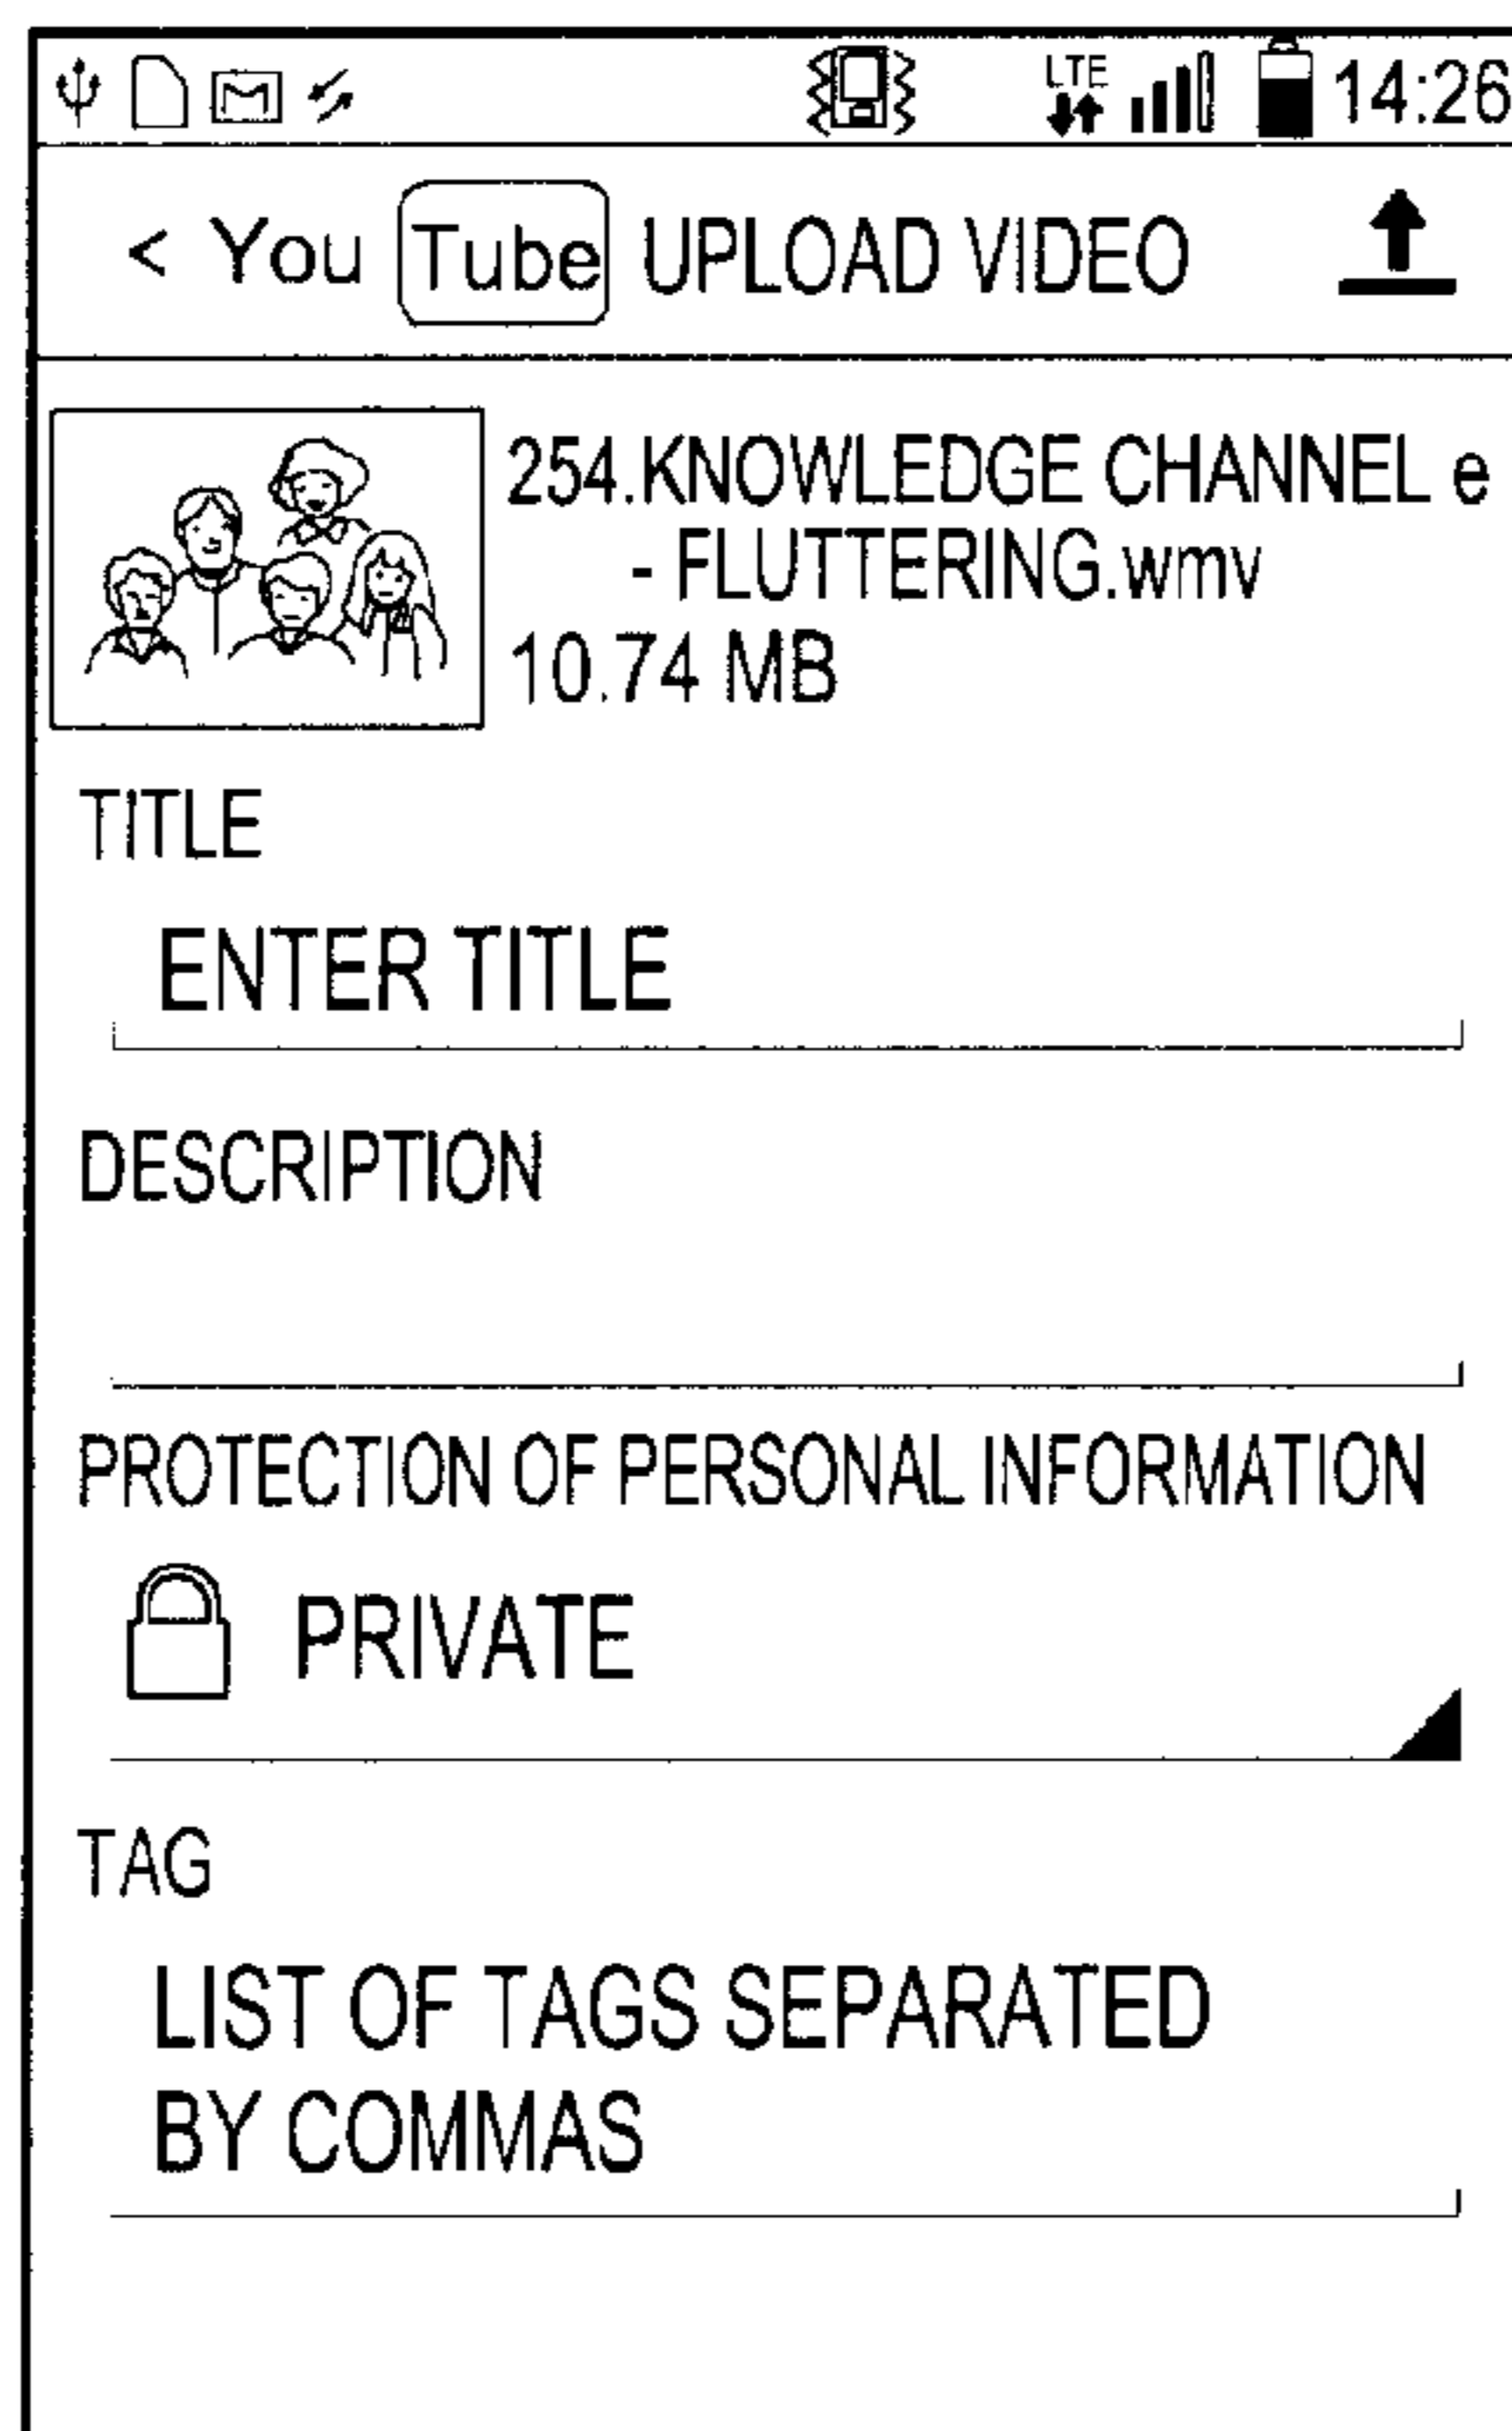 LTE 14:26
< You Tube UPLOAD VIDEO
254.KNOWLEDGE CHANNEL e
- FLUTTERING.wmv
10.74 MB
TITLE
ENTER TITLE
DESCRIPTION
PROTECTION OF PERSONAL INFORMATION
PRIVATE
TAG
LIST OF TAGS SEPARATED
BY COMMAS